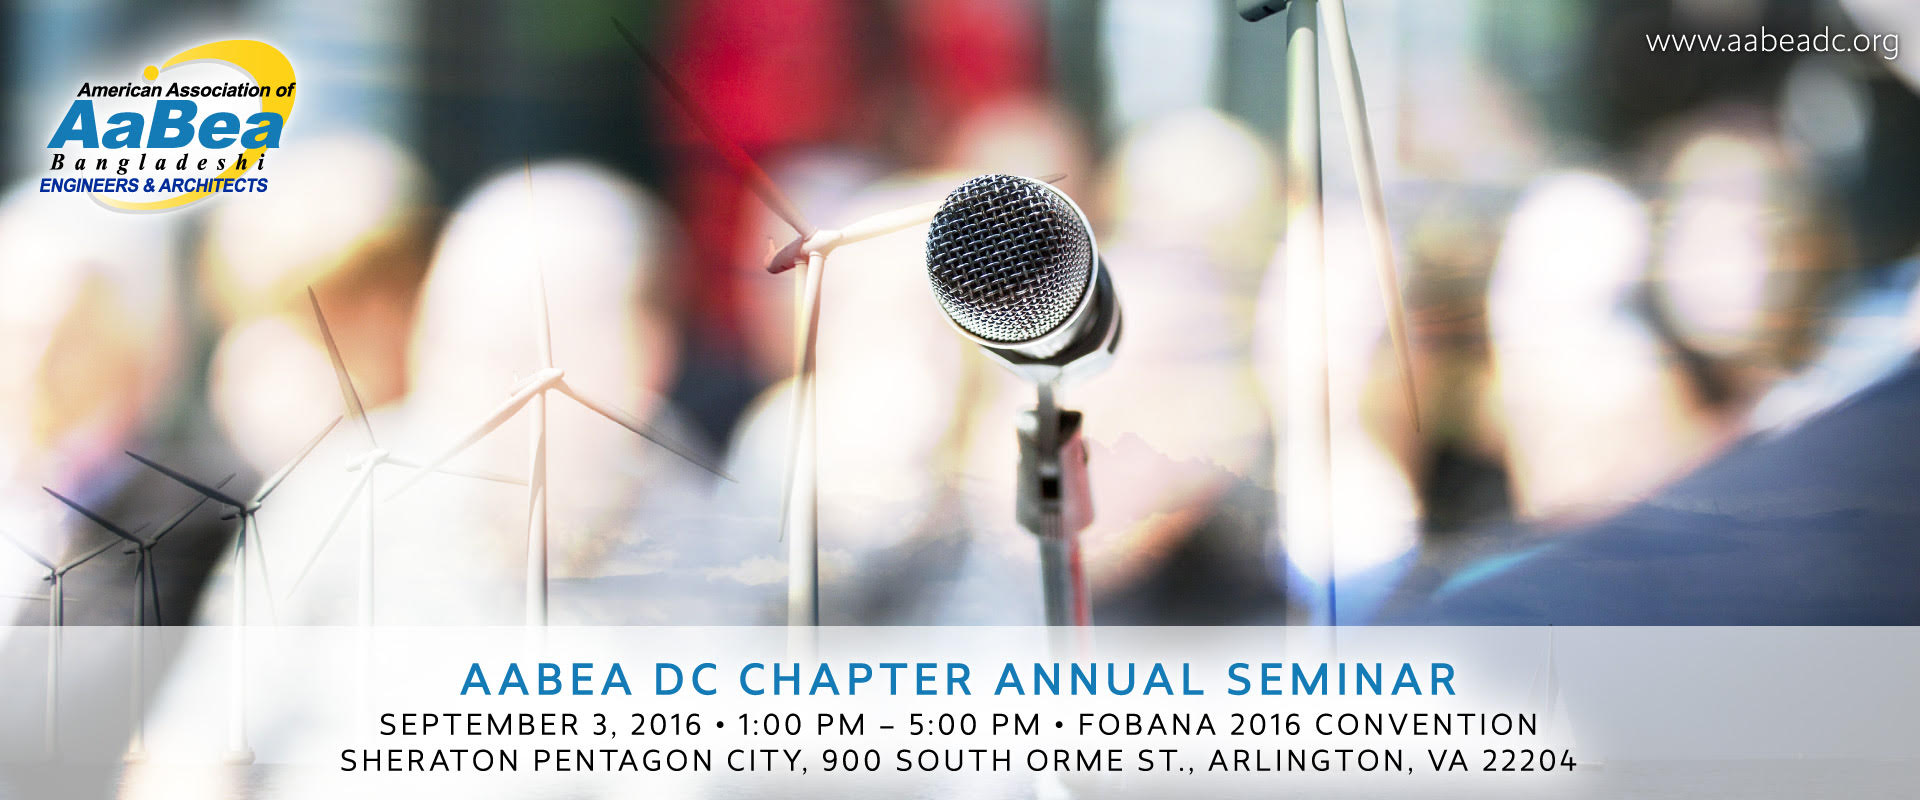 www.aabeadc.org
American Association of
AaBea
Bangladeshi
ENGINEERS & ARCHITECTS
AABEA DC CHAPTER ANNUAL SEMINAR
SEPTEMBER 3, 2016 • 1:00 PM – 5:00 PM • FOBANA 2016 CONVENTION
SHERATON PENTAGON CITY, 900 SOUTH ORME ST., ARLINGTON, VA 22204